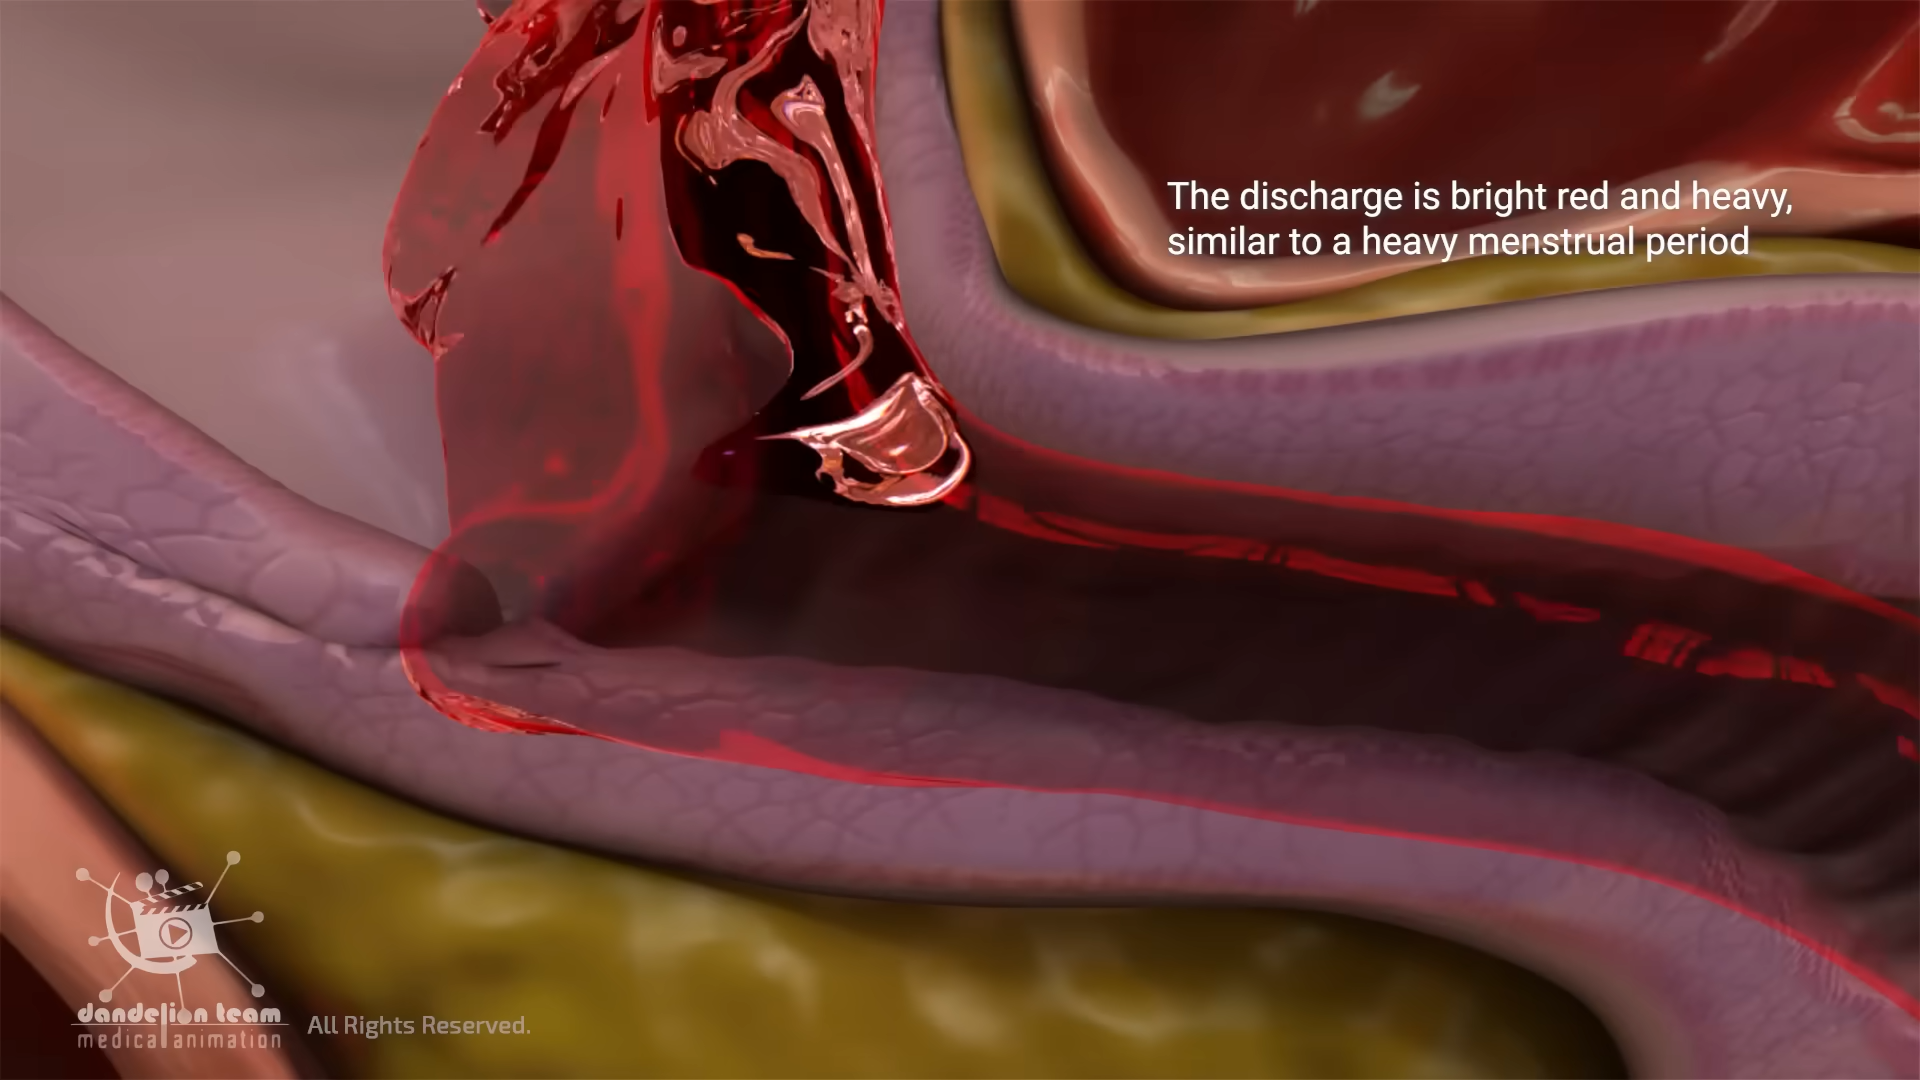 The discharge is bright red and heavy,
similar to a heavy menstrual period
dandelion team
medical animation
All Rights Reserved.